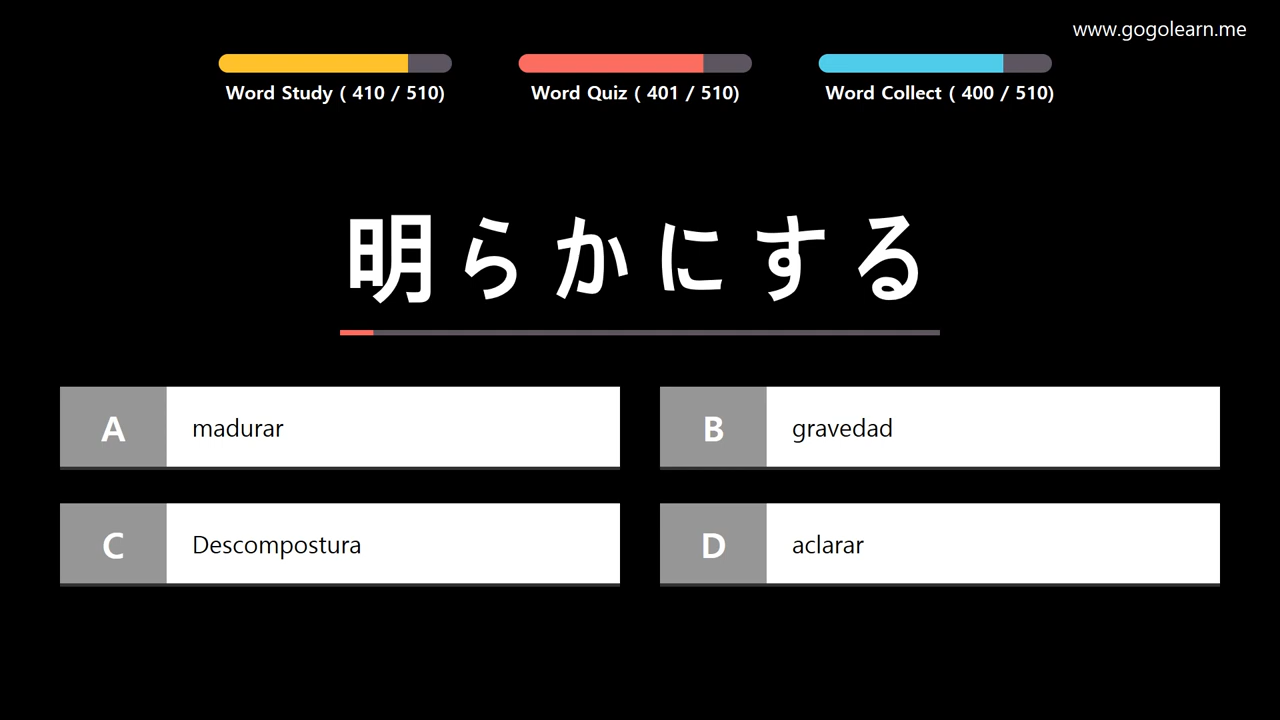 www.gogolearn.me
Word Study ( 410 / 510)
Word Quiz ( 401 / 510)
Word Collect ( 400 / 510)
明らかにする
A madurar
B gravedad
C Descompostura
D aclarar